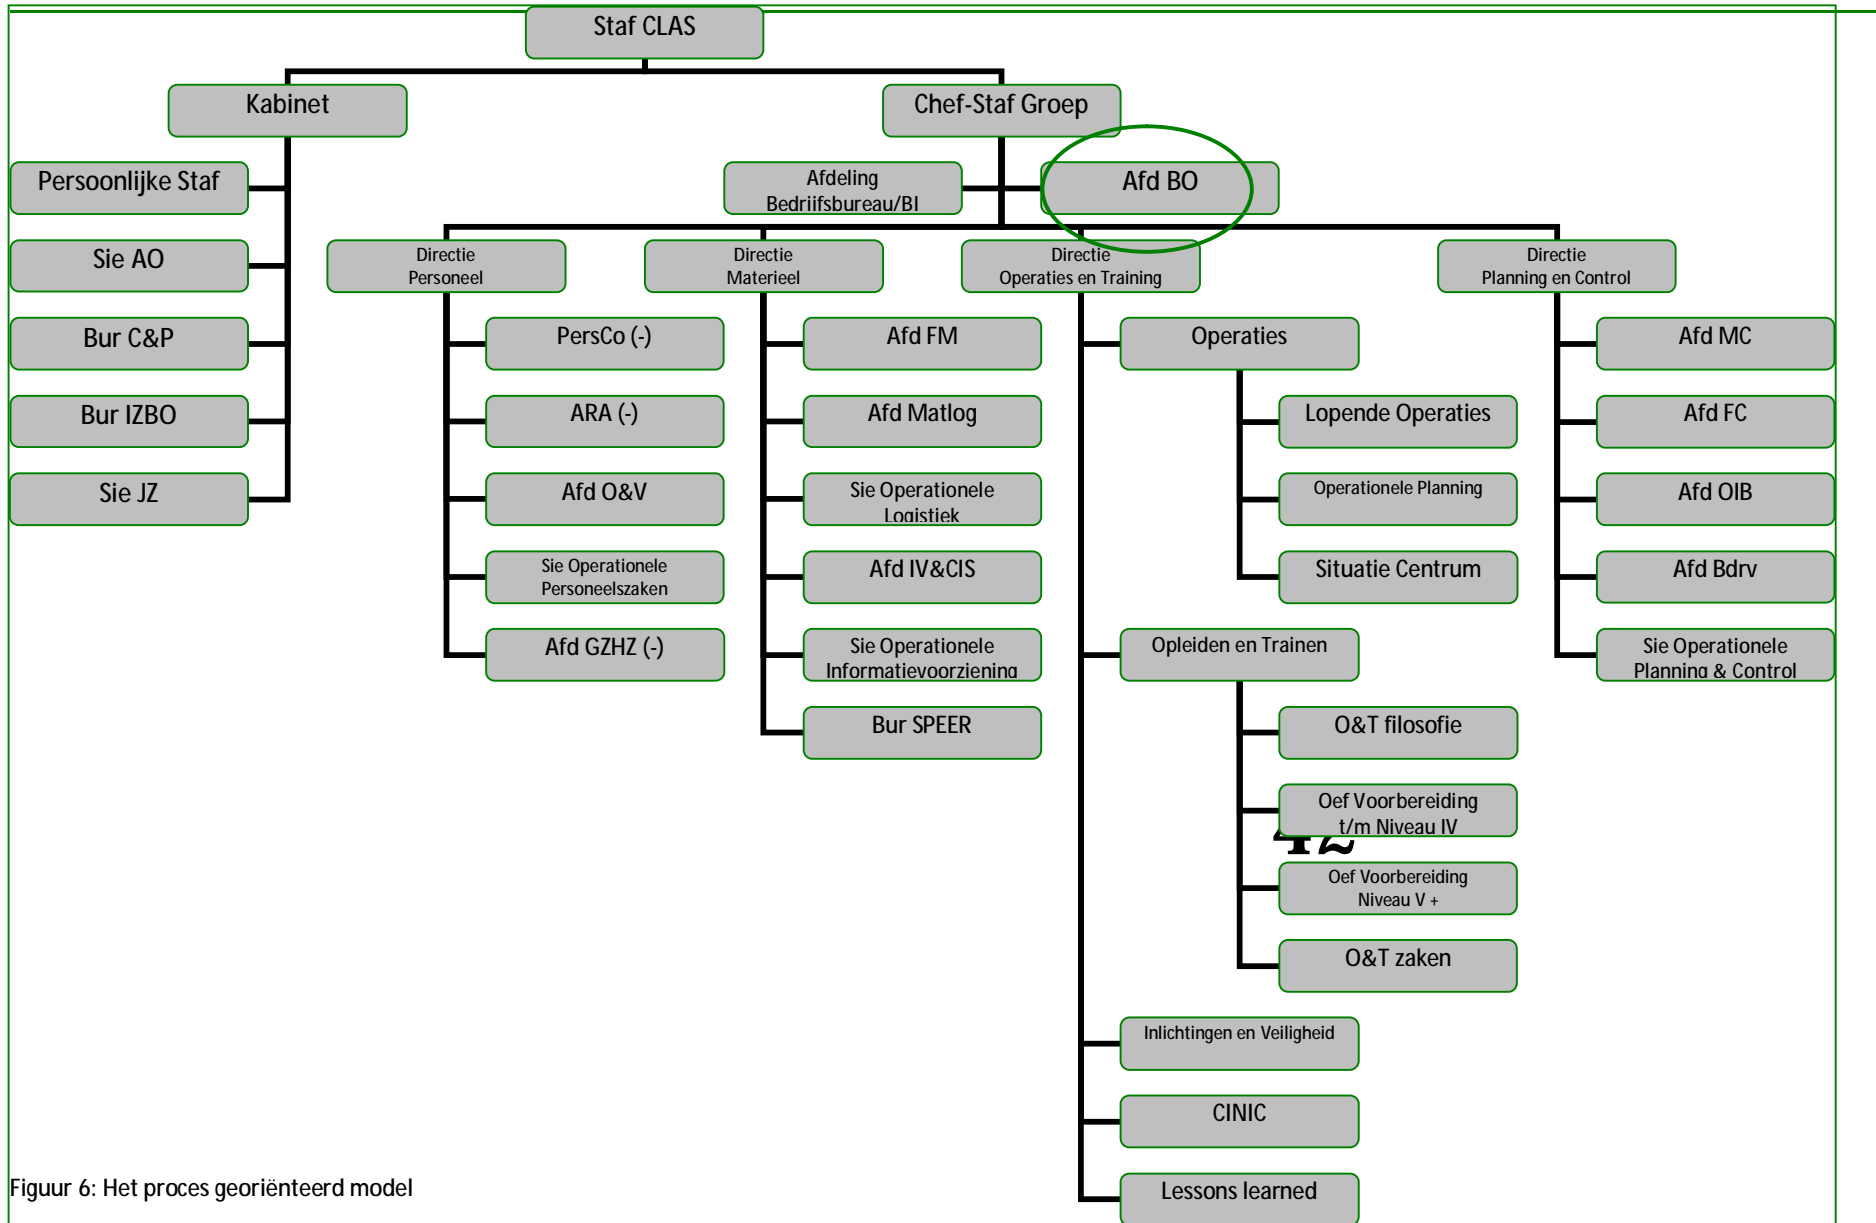 Staf CLAS
Kabinet
Chef-Staf Groep
Persoonlijke Staf
Afdeling
Bedrijfsbureau/BI
Afd BO
Sie AO
Directie
Personeel
Directie
Materieel
Directie
Operaties en Training
Directie
Planning en Control
Bur C&P
PersCo (-)
Afd FM
Operaties
Afd MC
Bur IZBO
ARA (-)
Afd Matlog
Lopende Operaties
Afd FC
Sie JZ
Afd O&V
Sie Operationele
Logistiek
Operationele Planning
Afd OIB
Sie Operationele
Personeelszaken
Afd IV&CIS
Situatie Centrum
Afd Bdrv
Afd GZHZ (-)
Sie Operationele
Informatievoorziening
Opleiden en Trainen
Sie Operationele
Planning & Control
Bur SPEER
O&T filosofie
Oef Voorbereiding
t/m Niveau IV
42
Oef Voorbereiding
Niveau V +
O&T zaken
Inlichtingen en Veiligheid
CINIC
Lessons learned
Figuur 6: Het proces georiënteerd model